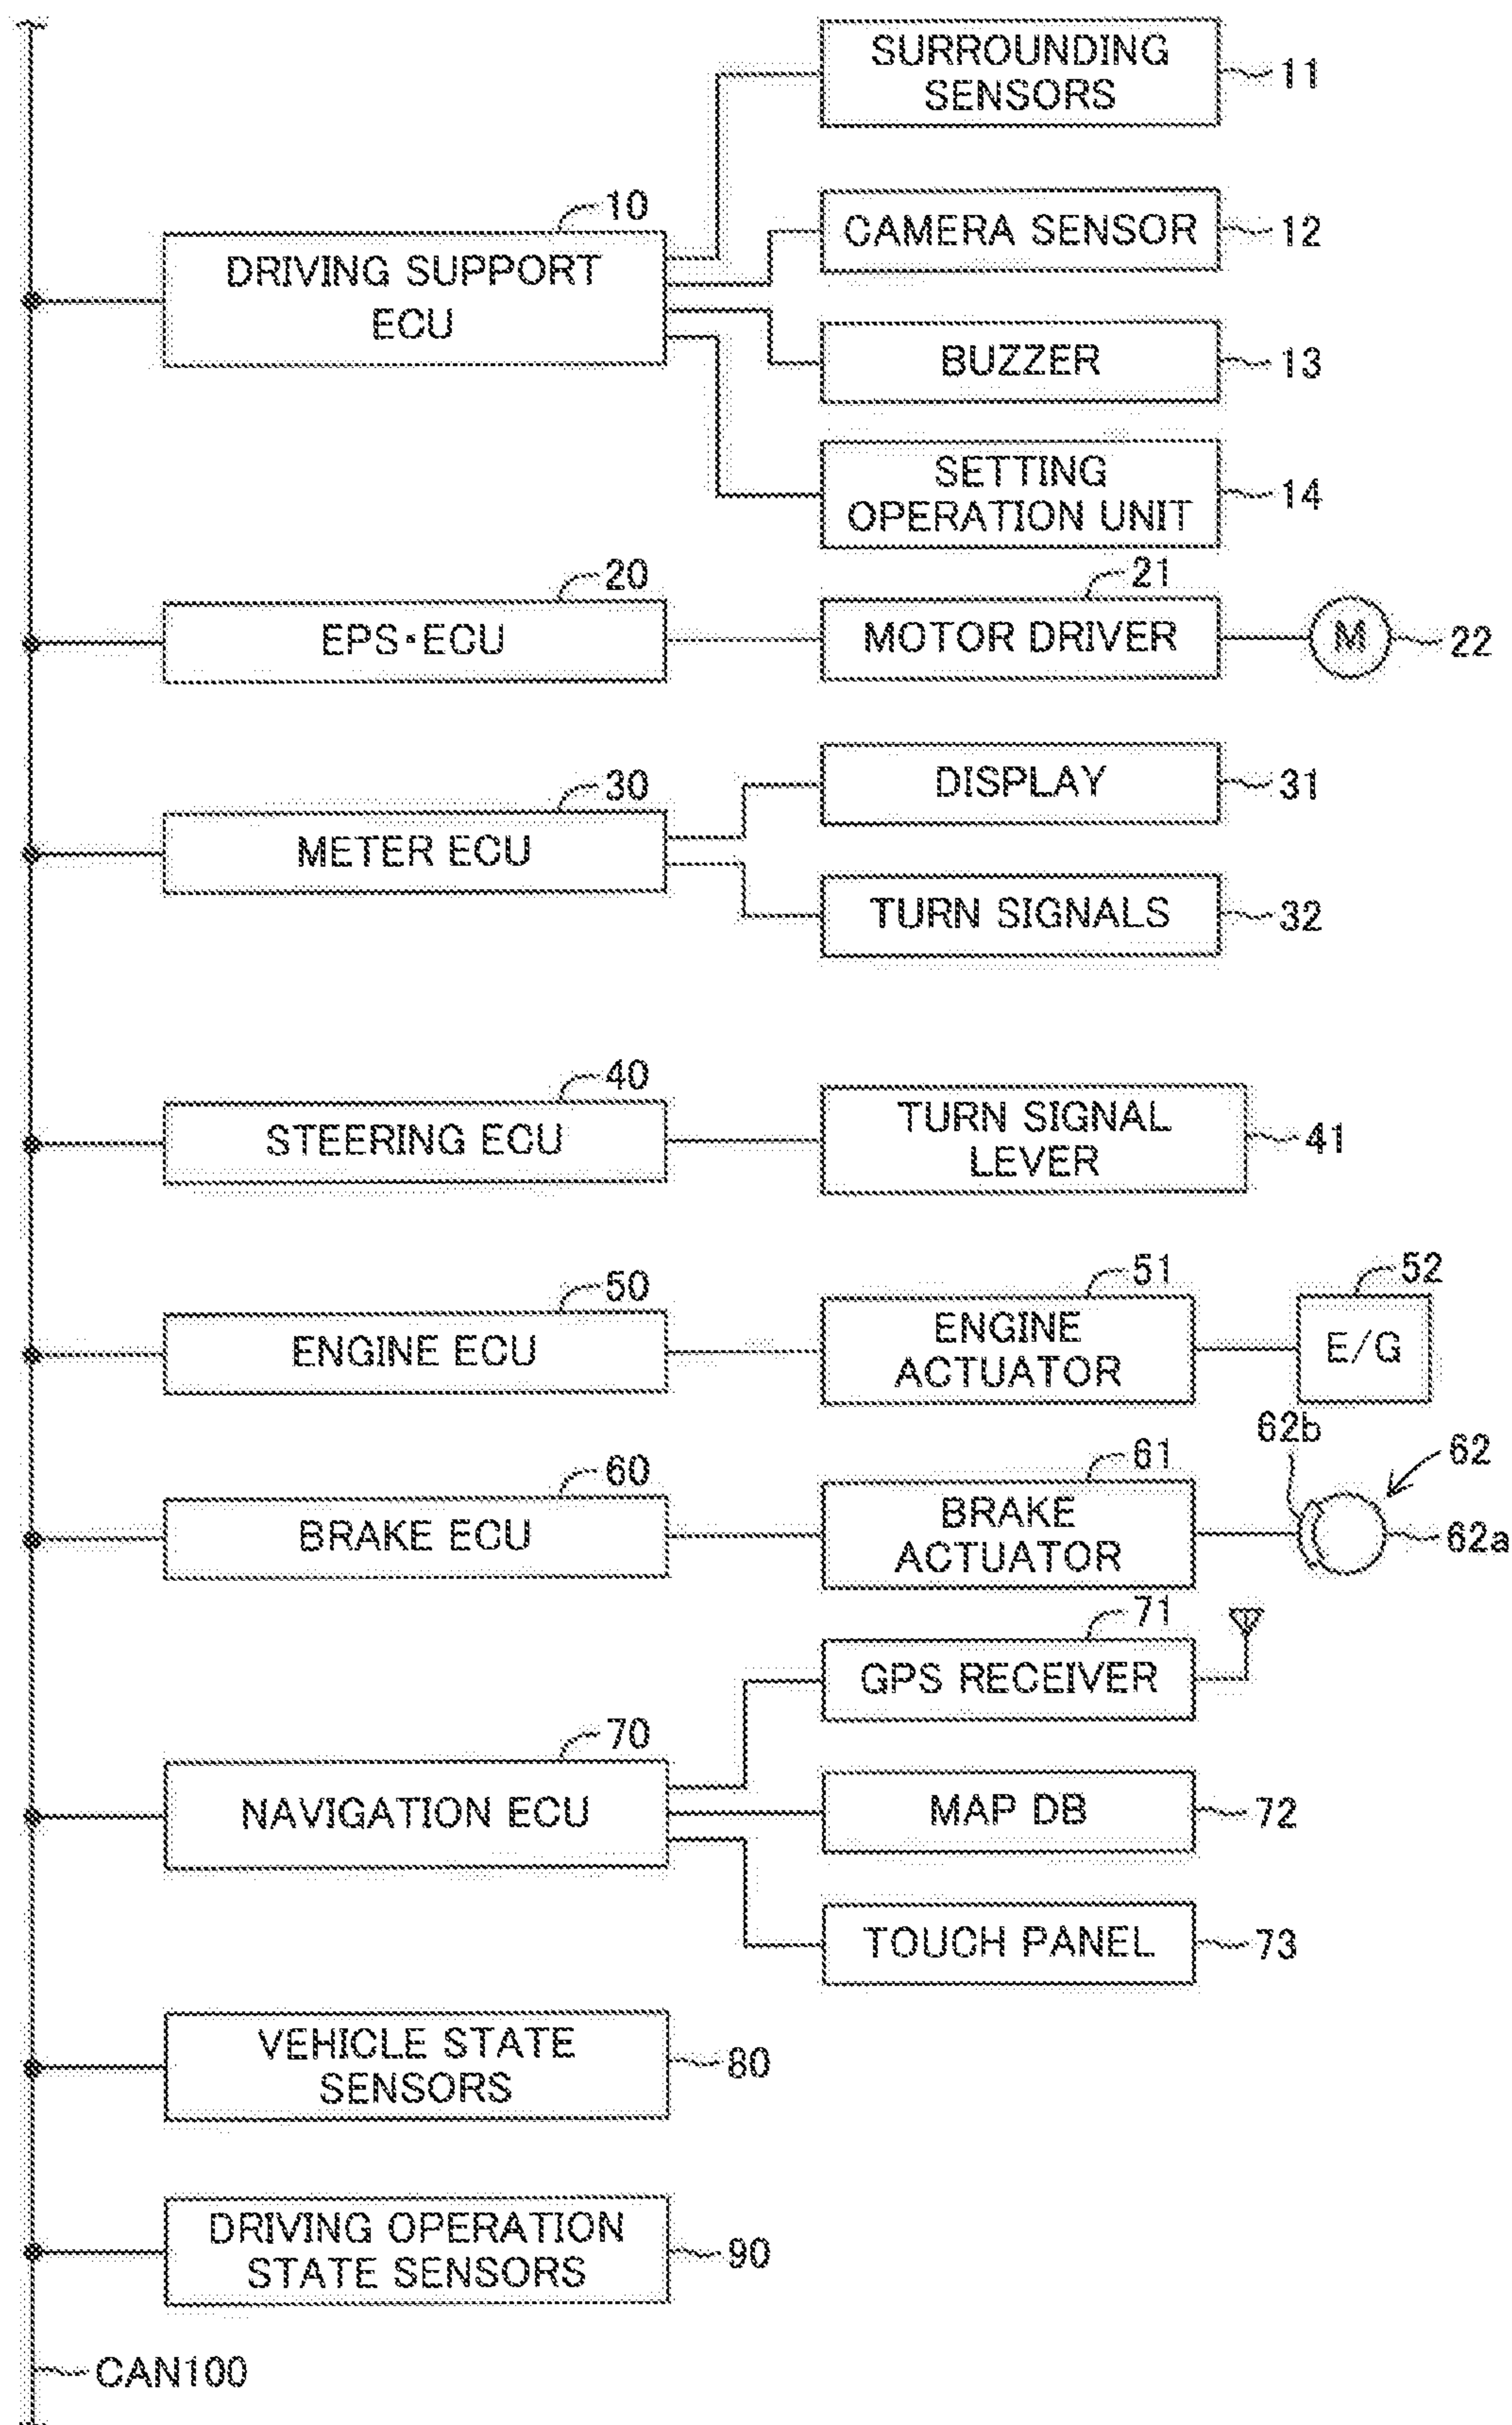 SURROUNDING
SENSORS
11
10
DRIVING SUPPORT
ECU
CAMERA SENSOR
12
BUZZER
13
SETTING
OPERATION UNIT
14
20
EPS・ECU
21
MOTOR DRIVER
M
22
30
METER ECU
DISPLAY
31
TURN SIGNALS
32
40
STEERING ECU
TURN SIGNAL
LEVER
41
50
ENGINE ECU
51
ENGINE
ACTUATOR
52
E/G
60
BRAKE ECU
61
BRAKE
ACTUATOR
62b
62
62a
70
NAVIGATION ECU
71
GPS RECEIVER
MAP DB
72
TOUCH PANEL
73
VEHICLE STATE
SENSORS
80
DRIVING OPERATION
STATE SENSORS
90
CAN100